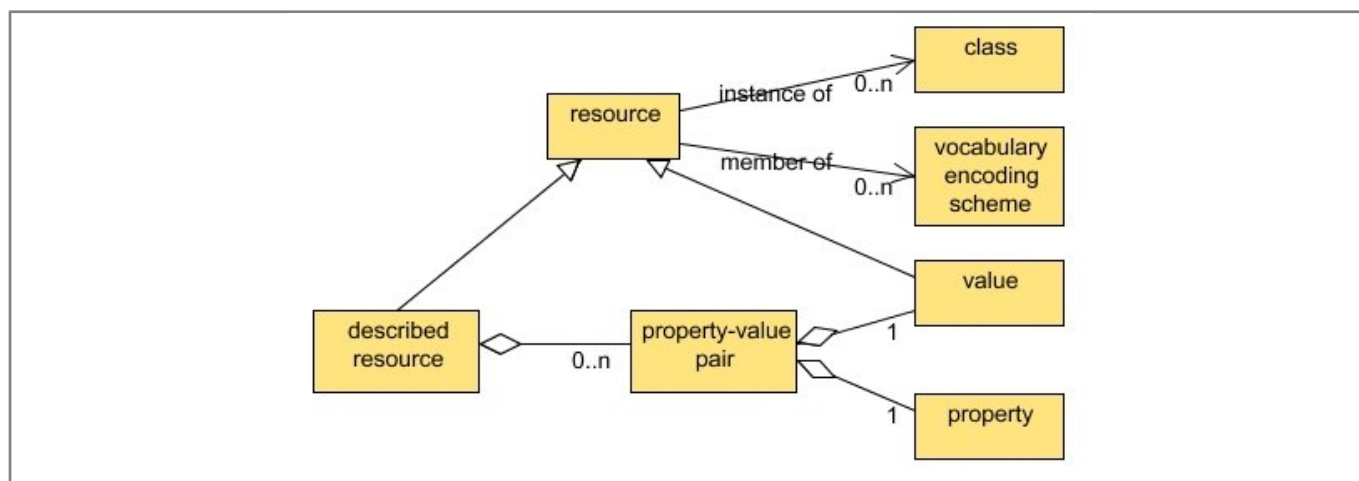 class
instance of
0..n
resource
member of
0..n
vocabulary
encoding
scheme
value
1
described
resource
0..n
property-value
pair
1
property